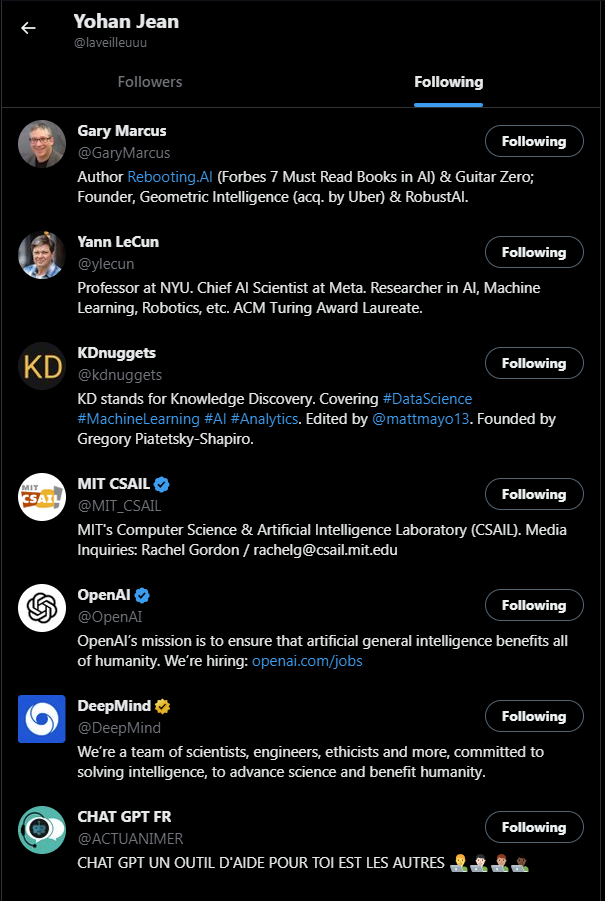 Yohan Jean
@laveilleuuu
Followers
Following
Gary Marcus
@GaryMarcus
Following
Author Rebooting.AI (Forbes 7 Must Read Books in AI) & Guitar Zero;
Founder, Geometric Intelligence (acq. by Uber) & RobustAI.
Yann LeCun
@ylecun
Following
Professor at NYU. Chief AI Scientist at Meta. Researcher in AI, Machine
Learning, Robotics, etc. ACM Turing Award Laureate.
KD
KDnuggets
@kdnuggets
Following
KD stands for Knowledge Discovery. Covering #DataScience
#MachineLearning #AI #Analytics. Edited by @mattmayo13. Founded by
Gregory Piatetsky-Shapiro.
MIT
CSAIL
MIT CSAIL
@MIT_CSAIL
Following
MIT's Computer Science & Artificial Intelligence Laboratory (CSAIL). Media
Inquiries: Rachel Gordon / rachelg@csail.mit.edu
OpenAI
@OpenAI
Following
OpenAI's mission is to ensure that artificial general intelligence benefits all
of humanity. We're hiring: openai.com/jobs
DeepMind
@DeepMind
Following
We're a team of scientists, engineers, ethicists and more, committed to
solving intelligence, to advance science and benefit humanity.
CHAT GPT FR
@ACTUANIMER
Following
CHAT GPT UN OUTIL D'AIDE POUR TOI EST LES AUTRES